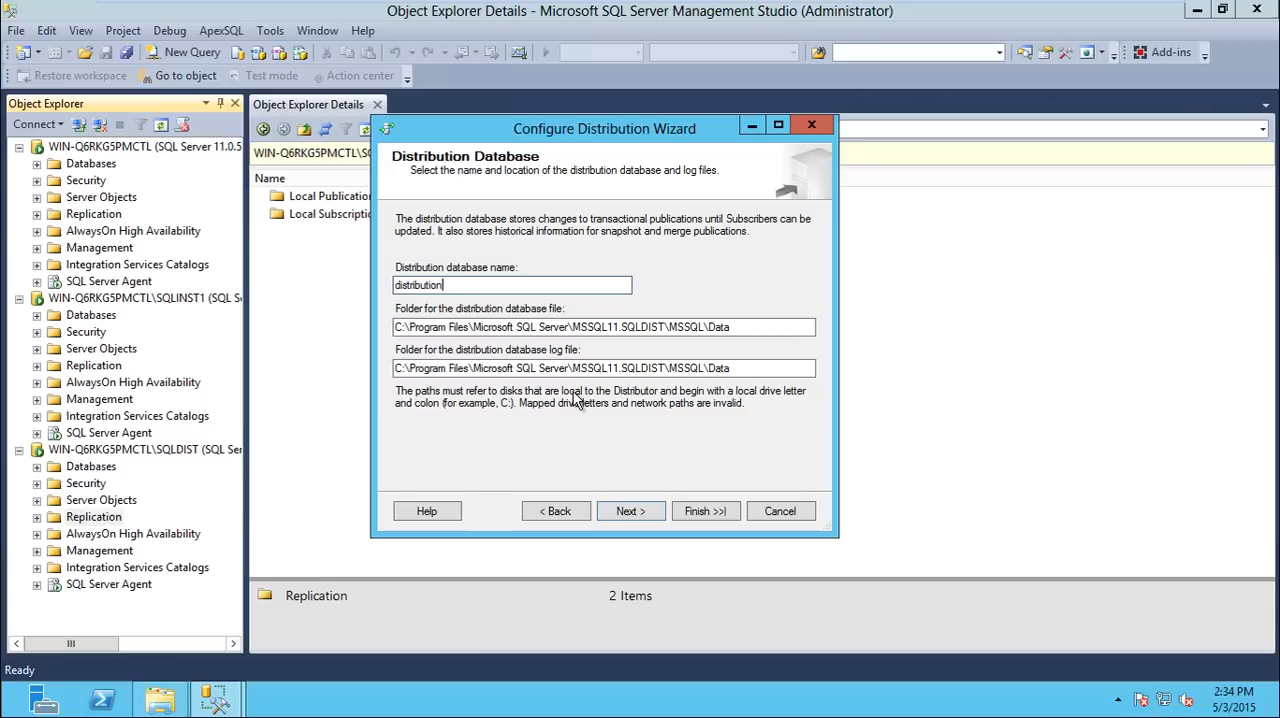 Object Explorer Details - Microsoft SQL Server Management Studio (Administrator)
File Edit View Project Debug ApexSQL Tools Window Help
New Query
Add-ins
Restore workspace Go to object Test mode Action center
Object Explorer
Object Explorer Details
Connect
WIN-Q6RKG5PMCTL (SQL Server 11.0.5
Databases
Security
Server Objects
Replication
AlwaysOn High Availability
Management
Integration Services Catalogs
SQL Server Agent
WIN-Q6RKG5PMCTL\SQLINST1 (SQL S
Databases
Security
Server Objects
Replication
AlwaysOn High Availability
Management
Integration Services Catalogs
SQL Server Agent
WIN-Q6RKG5PMCTL\SQLDIST (SQL Ser
Databases
Security
Server Objects
Replication
AlwaysOn High Availability
Management
Integration Services Catalogs
SQL Server Agent
WIN-Q6RKG5PMCTL\SQ
Name
Local Publication
Local Subscriptio
Configure Distribution Wizard
Distribution Database
Select the name and location of the distribution database and log files.
The distribution database stores changes to transactional publications until Subscribers can be
updated. It also stores historical information for snapshot and merge publications.
Distribution database name:
distribution
Folder for the distribution database file:
C:\Program Files\Microsoft SQL Server\MSSQL11.SQLDIST\MSSQL\Data
Folder for the distribution database log file:
C:\Program Files\Microsoft SQL Server\MSSQL11.SQLDIST\MSSQL\Data
The paths must refer to disks that are local to the Distributor and begin with a local drive letter
and colon (for example, C:). Mapped drive letters and network paths are invalid.
Help < Back Next > Finish >>| Cancel
Replication 2 Items
Ready
2:34 PM
5/3/2015